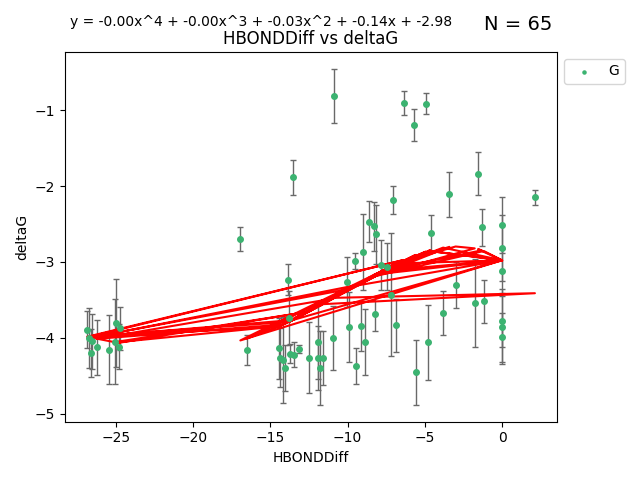 y = -0.00x^4 + -0.00x^3 + -0.03x^2 + -0.14x + -2.98
N = 65
HBONDDiff vs deltaG
G
deltaG
−1
−2
−3
−4
−5
−25
−20
−15
−10
−5
0
HBONDDiff